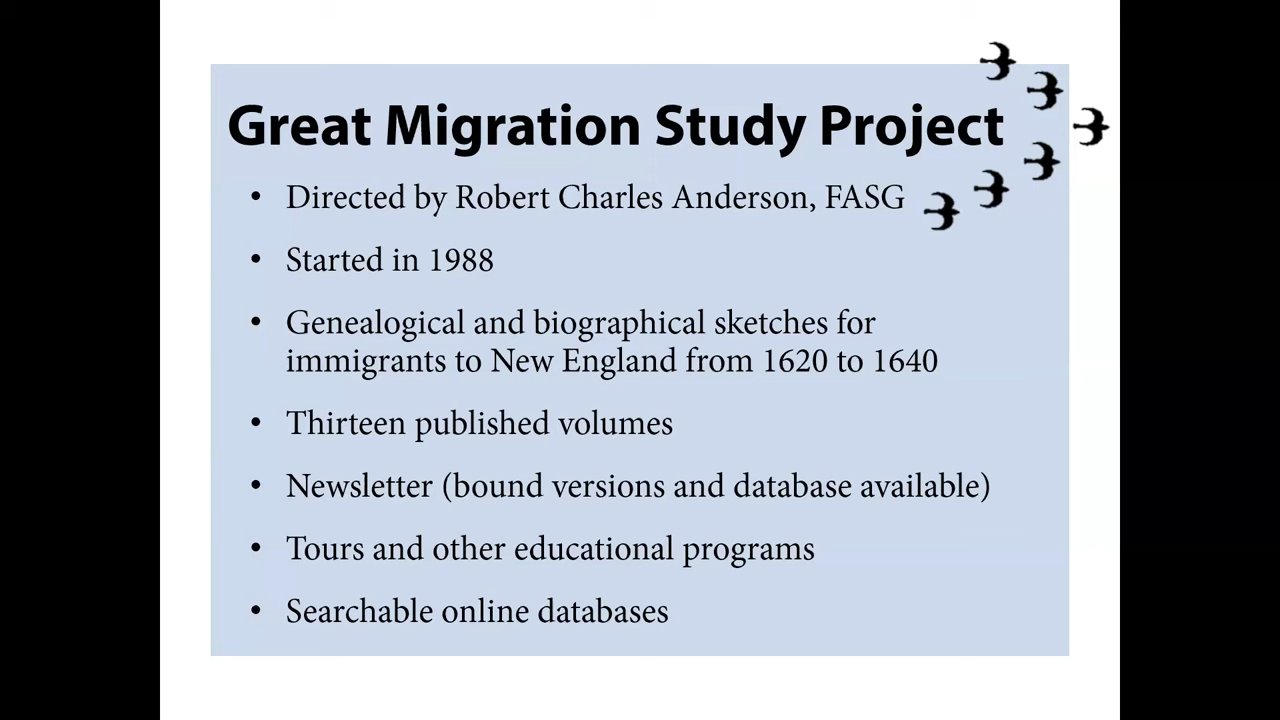 Great Migration Study Project
• Directed by Robert Charles Anderson, FASG
• Started in 1988
• Genealogical and biographical sketches for
immigrants to New England from 1620 to 1640
• Thirteen published volumes
• Newsletter (bound versions and database available)
• Tours and other educational programs
• Searchable online databases